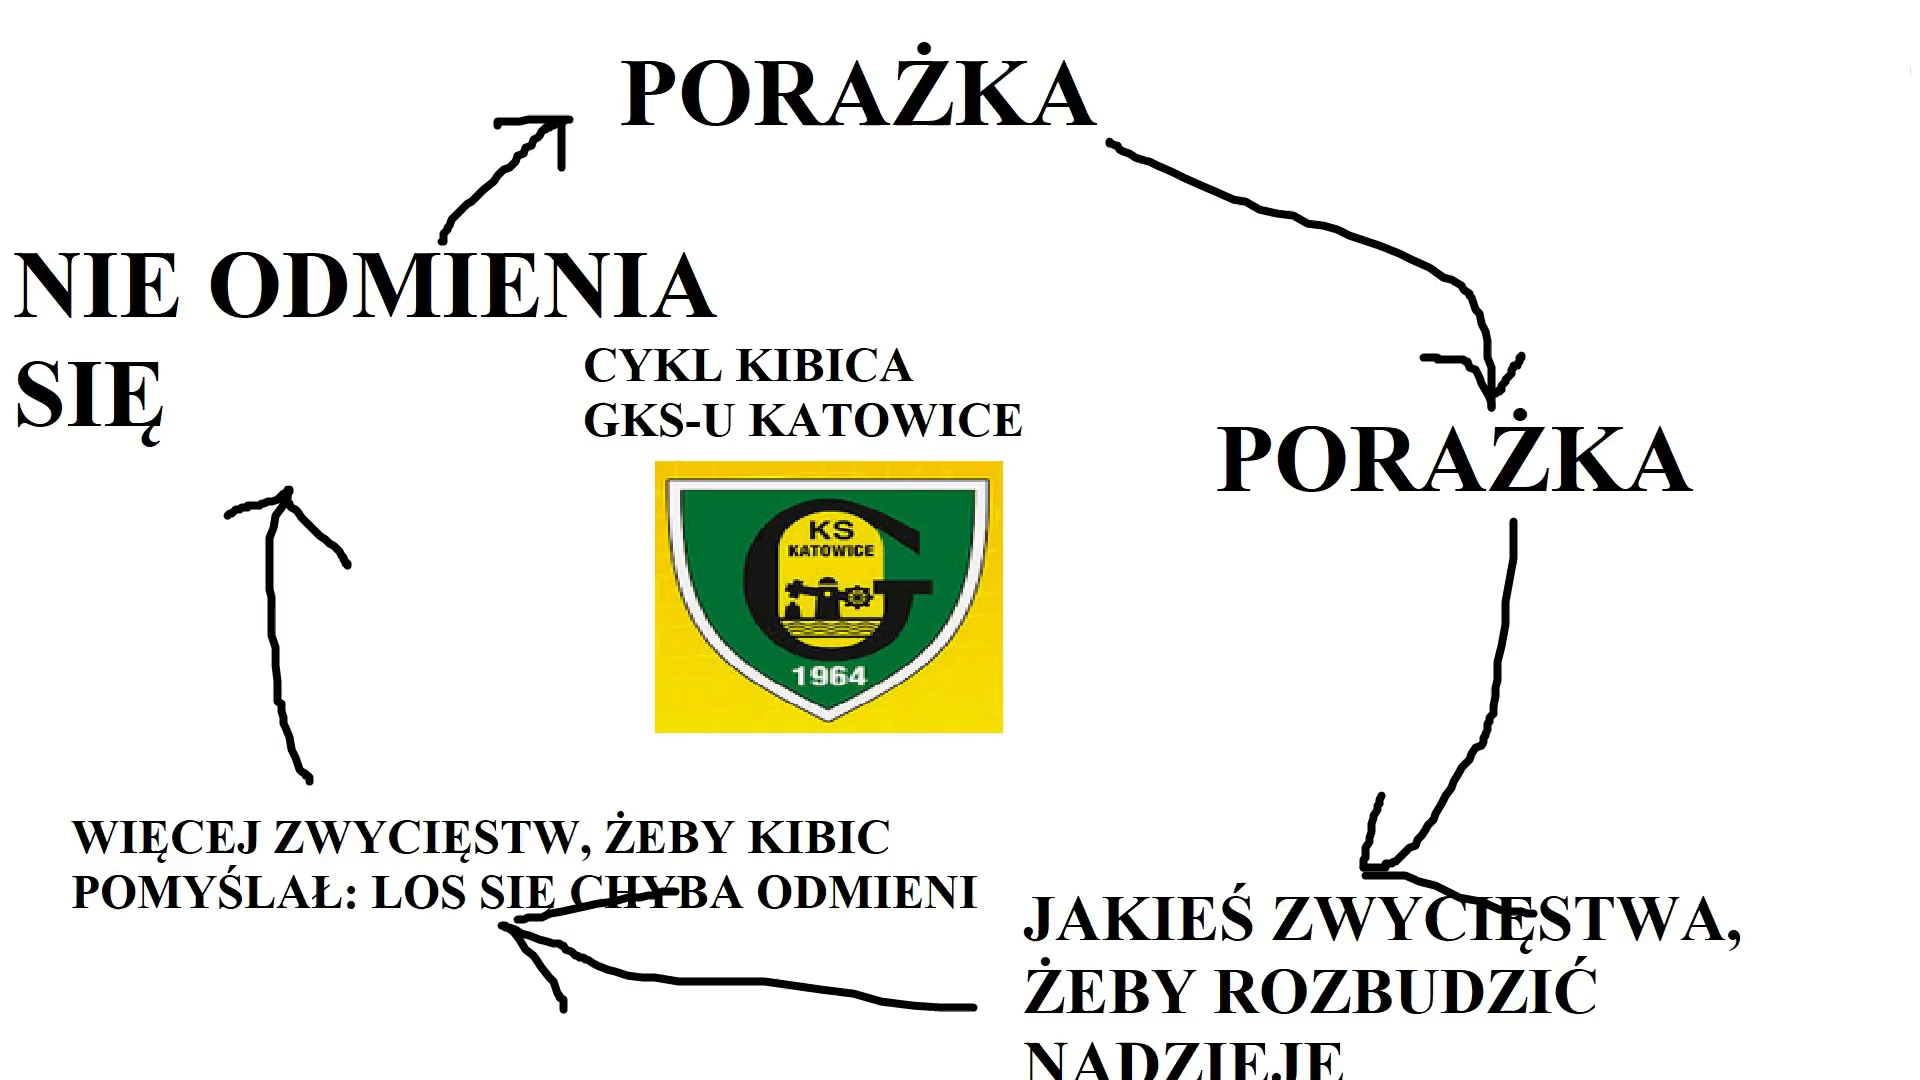 PORAŻKA
NIE ODMIENIA
SIĘ
CYKL KIBICA
GKS-U KATOWICE
PORAŻKA
KS
KATOWICE
G
1964
WIĘCEJ ZWYCIĘSTW, ŻEBY KIBIC
POMYŚLAŁ: LOS SIĘ CHYBA ODMIENI
JAKIEŚ ZWYCIĘSTWA,
ŻEBY ROZBUDZIĆ
NADZIEJE